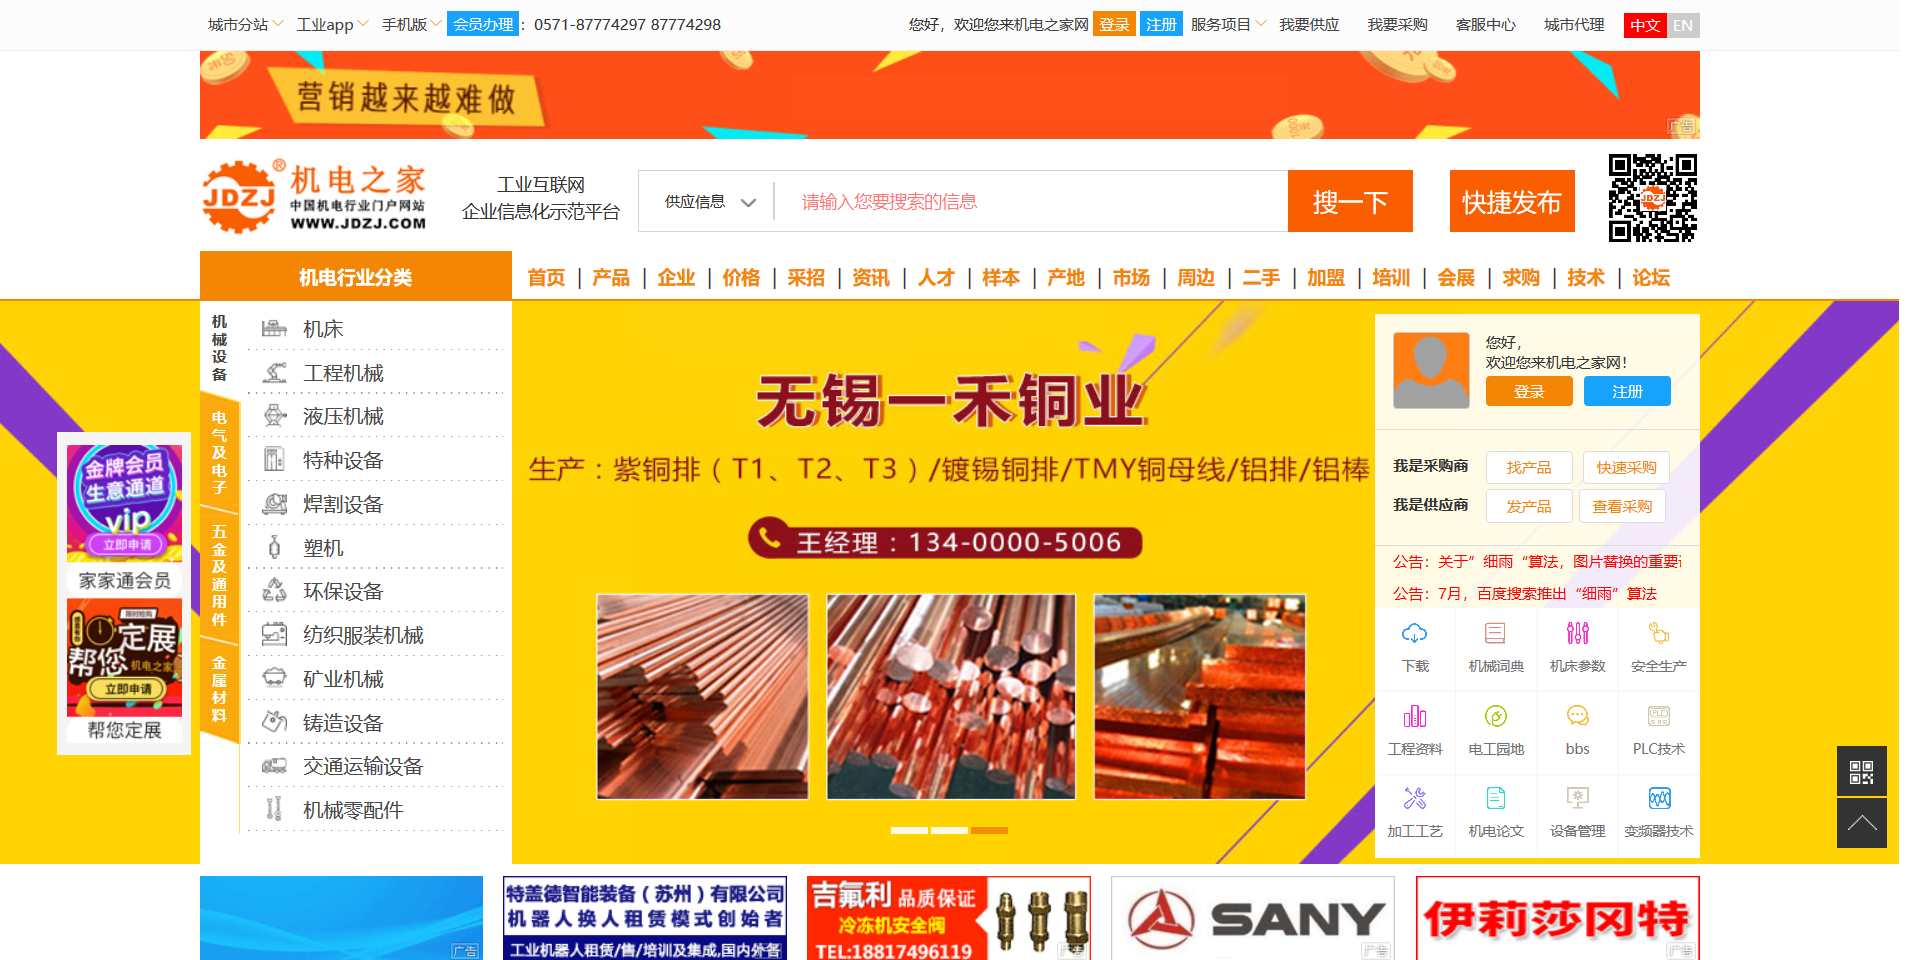 城市分站 工业app 手机版 会员办理： 0571-87774297 87774298
您好，欢迎您来机电之家网 登录 注册 服务项目 我要供应 我要采购 客服中心 城市代理 中文 EN
营销越来越难做
广告
JDZJ® 机电之家
中国机电行业门户网站
WWW.JDZJ.COM
工业互联网
企业信息化示范平台
供应信息 请输入您要搜索的信息 搜一下
快捷发布
JDZJ
机电行业分类
首页 | 产品 | 企业 | 价格 | 采招 | 资讯 | 人才 | 样本 | 产地 | 市场 | 周边 | 二手 | 加盟 | 培训 | 会展 | 求购 | 技术 | 论坛
机械设备
电气及电子
五金及通用件
金属材料
机床
工程机械
液压机械
特种设备
焊割设备
塑机
环保设备
纺织服装机械
矿业机械
铸造设备
交通运输设备
机械零配件
金牌会员
生意通道
vip
立即申请
家家通会员
定展
帮您
机电之家
立即申请
帮您定展
无锡一禾铜业
生产：紫铜排（T1、T2、T3）/镀锡铜排/TMY铜母线/铝排/铝棒
王经理：134-0000-5006
您好，
欢迎您来机电之家网！
登录 注册
我是采购商 找产品 快速采购
我是供应商 发产品 查看采购
公告：关于”细雨“算法，图片替换的重要
公告：7月，百度搜索推出“细雨”算法
下载 机械词典 机床参数 安全生产
工程资料 电工园地 bbs PLC技术
加工工艺 机电论文 设备管理 变频器技术
广告
特盖德智能装备（苏州）有限公司
机器人换人租赁模式创始者
工业机器人租赁/售/培训及集成,国内外各
吉氟利 品质保证
冷冻机安全阀
TEL:18817496119
广告
SANY
广告
伊莉莎冈特
广告